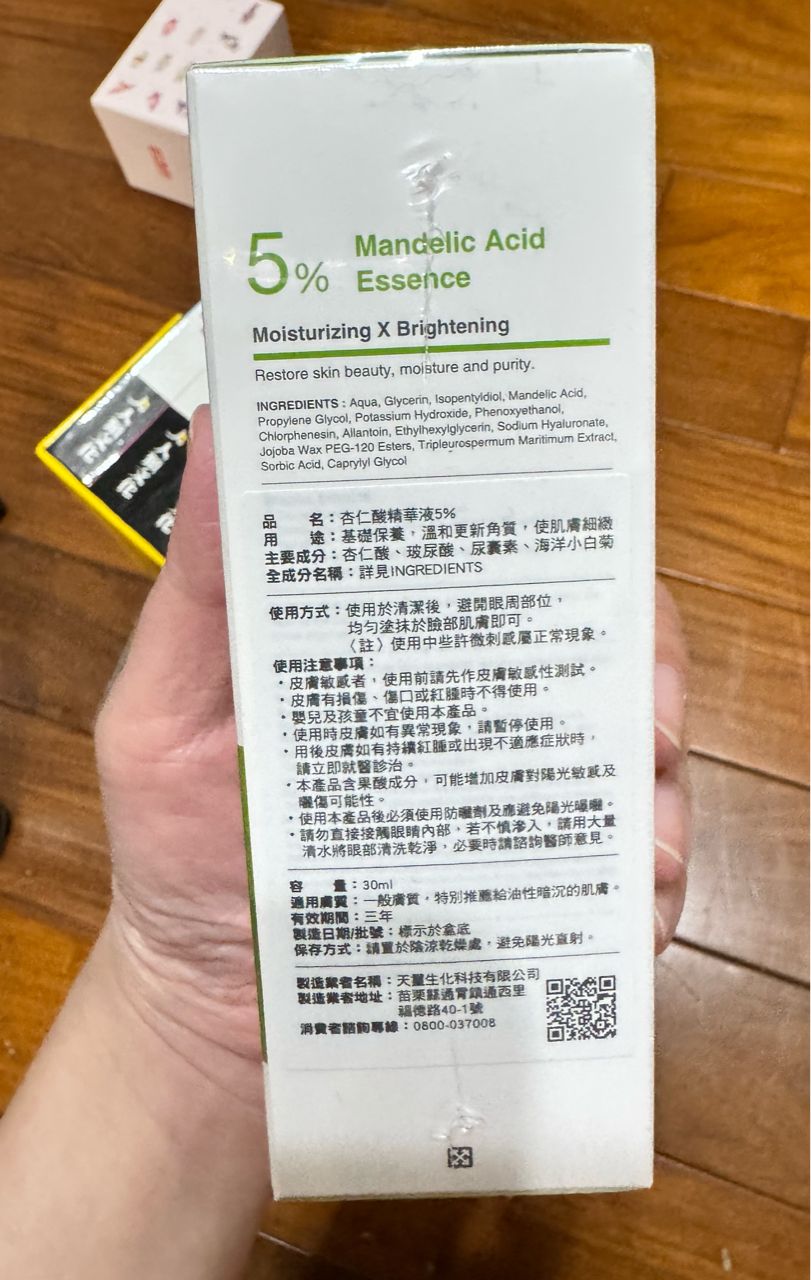 5%
Mandelic Acid
Essence
Moisturizing X Brightening
Restore skin beauty, moisture and purity.
INGREDIENTS : Aqua, Glycerin, Isopentyldiol, Mandelic Acid,
Propylene Glycol, Potassium Hydroxide, Phenoxyethanol,
Chlorphenesin, Allantoin, Ethylhexylglycerin, Sodium Hyaluronate,
Jojoba Wax PEG-120 Esters, Tripleurospermum Maritimum Extract,
Sorbic Acid, Caprylyl Glycol
品　　名：杏仁酸精華液5%
用　　途：基礎保養，溫和更新角質，使肌膚細緻
主要成分：杏仁酸、玻尿酸、尿囊素、海洋小白菊
全成分名稱：詳見INGREDIENTS
使用方式：使用於清潔後，避開眼周部位，
均勻塗抹於臉部肌膚即可。
〈註〉使用中些許微刺感屬正常現象。
使用注意事項：
・皮膚敏感者，使用前請先作皮膚敏感性測試。
・皮膚有損傷、傷口或紅腫時不得使用。
・嬰兒及孩童不宜使用本產品。
・使用時皮膚如有異常現象，請暫停使用。
・用後皮膚如有持續紅腫或出現不適應症狀時，
請立即就醫診治。
・本產品含果酸成分，可能增加皮膚對陽光敏感及
曬傷可能性。
・使用本產品後必須使用防曬劑及應避免陽光曝曬。
・請勿直接接觸眼睛內部，若不慎滲入，請用大量
清水將眼部清洗乾淨，必要時請諮詢醫師意見。
容　　量：30ml
適用膚質：一般膚質，特別推薦給油性暗沉的肌膚。
有效期間：三年
製造日期/批號：標示於盒底
保存方式：請置於陰涼乾燥處，避免陽光直射。
製造業者名稱：天量生化科技有限公司
製造業者地址：苗栗縣通霄鎮通西里
福德路40-1號
消費者諮詢專線：0800-037008